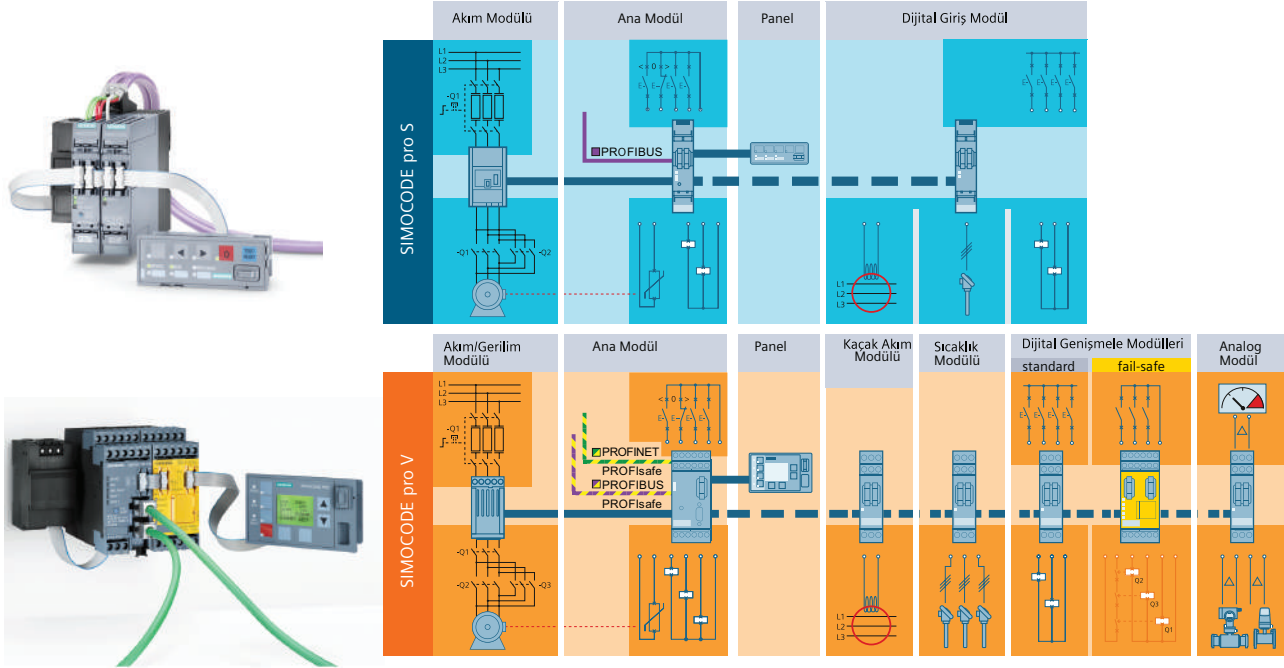 Akım Modülü
Ana Modül
Panel
Dijital Giriş Modül
SIMOCODE pro S
L1
L2
L3
-Q1
< 0 >
E-
E-
E-
E-
PROFIBUS
-Q1
-Q2
L1
L2
L3
Akım/Gerilim
Modülü
Ana Modül
Panel
Kaçak Akım
Modülü
Sıcaklık
Modülü
Dijital Genişmele Modülleri
standard
fail-safe
Analog
Modül
SIMOCODE pro V
L1
L2
L3
-Q1
< 0 >
E-
E-
E-
E-
PROFINET
PROFIsafe
PROFIBUS
PROFIsafe
-Q1
-Q2
-Q3
L1
L2
L3
Q2
Q3
Q1